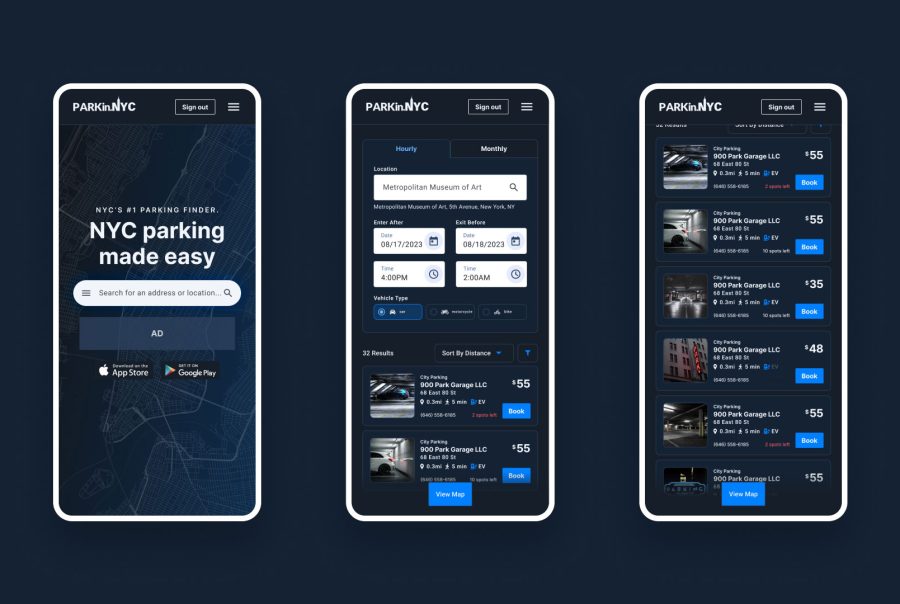 PARKin.NYC
Sign out
NYC'S #1 PARKING FINDER.
NYC parking
made easy
Search for an address or location...
AD
Download on the
App Store
GET IT ON
Google Play
PARKin.NYC
Sign out
Hourly
Monthly
Location
Metropolitan Museum of Art
Metropolitan Museum of Art, 5th Avenue, New York, NY
Enter After
Exit Before
Date
08/17/2023
Date
08/18/2023
Time
4:00PM
Time
2:00AM
Vehicle Type
car
motorcycle
bike
32 Results
Sort By Distance
City Parking
900 Park Garage LLC
$55
68 East 80 St
0.3mi 5 min EV
(646) 558-6185
2 spots left
Book
City Parking
900 Park Garage LLC
$55
68 East 80 St
0.3mi 5 min EV
(646) 558-6185
10 spots left
Book
View Map
PARKin.NYC
Sign out
32 Results
Sort By Distance
City Parking
900 Park Garage LLC
$55
68 East 80 St
0.3mi 5 min EV
(646) 558-6185
2 spots left
Book
City Parking
900 Park Garage LLC
$55
68 East 80 St
0.3mi 5 min EV
(646) 558-6185
10 spots left
Book
City Parking
900 Park Garage LLC
$35
68 East 80 St
0.3mi 5 min EV
(646) 558-6185
10 spots left
Book
City Parking
900 Park Garage LLC
$48
68 East 80 St
0.3mi 5 min EV
(646) 558-6185
Book
City Parking
900 Park Garage LLC
$55
68 East 80 St
0.3mi 5 min EV
(646) 558-6185
2 spots left
Book
City Parking
900 Park Garage LLC
$55
68 East 80 St
PARKING
View Map